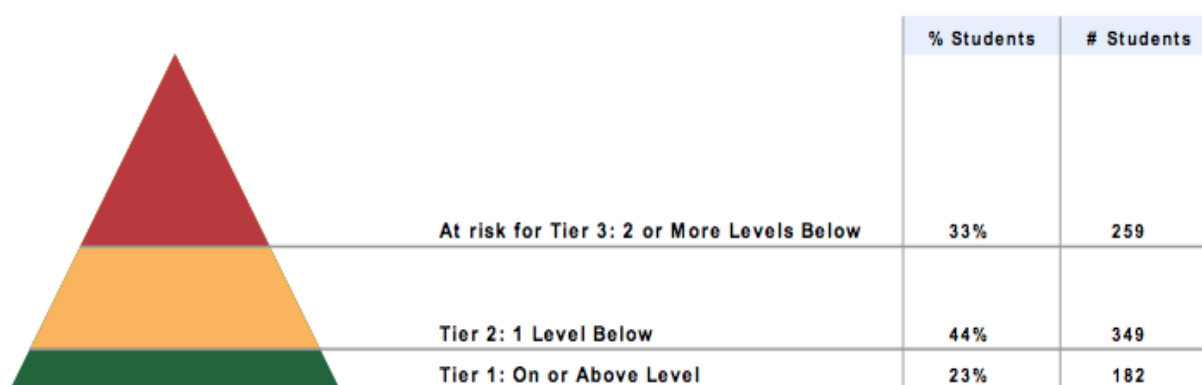 % Students # Students
At risk for Tier 3: 2 or More Levels Below 33% 259
Tier 2: 1 Level Below 44% 349
Tier 1: On or Above Level 23% 182